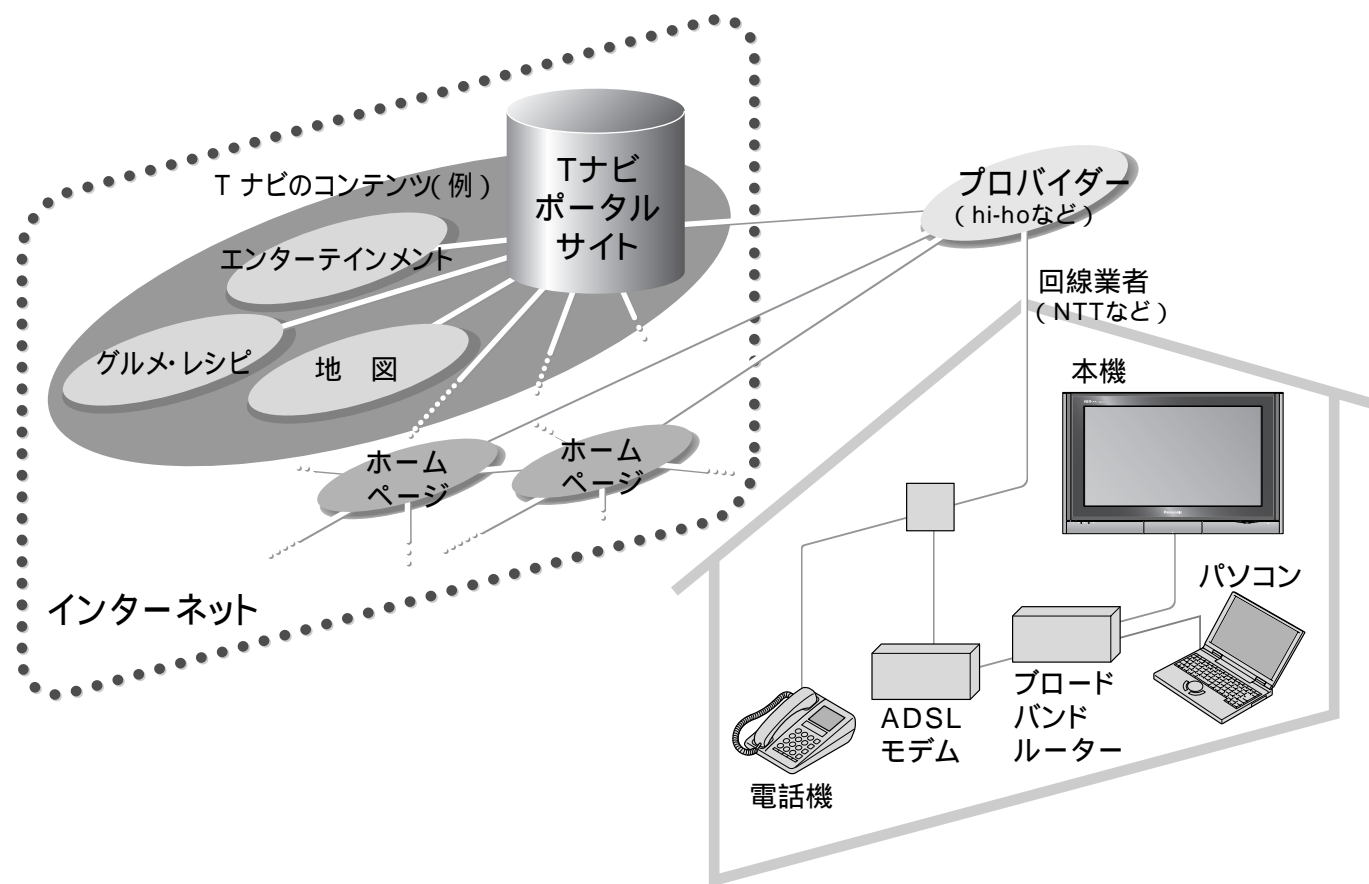 T ナビのコンテンツ(例)
Tナビ
ポータル
サイト
エンターテインメント
グルメ・レシピ
地 図
ホーム
ページ
ホーム
ページ
インターネット
プロバイダー
(hi-hoなど)
回線業者
(NTTなど)
本機
Panasonic
パソコン
ブロード
バンド
ルーター
ADSL
モデム
電話機